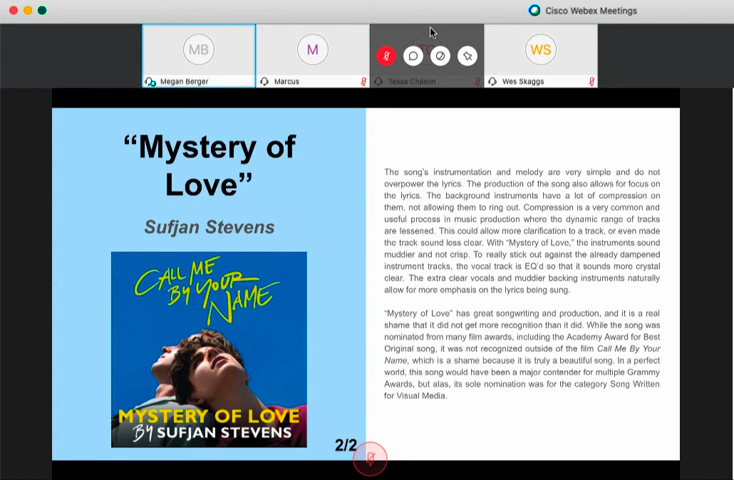 Cisco Webex Meetings
MB
M
WS
Megan Berger
Marcus
Tessa Chasim
Wes Skaggs
“Mystery of
Love”
Sufjan Stevens
CALL ME
BY YOUR
NAME
MYSTERY OF LOVE
BY SUFJAN STEVENS
2/2
The song's instrumentation and melody are very simple and do not
overpower the lyrics. The production of the song also allows for focus on
the lyrics. The background instruments have a lot of compression on
them, not allowing them to ring out. Compression is a very common and
useful process in music production where the dynamic range of tracks
are lessened. This could allow more clarification to a track, or even made
the track sound less clear. With “Mystery of Love,” the instruments sound
muddier and not crisp. To really stick out against the already dampened
instrument tracks, the vocal track is EQ'd so that it sounds more crystal
clear. The extra clear vocals and muddier backing instruments naturally
allow for more emphasis on the lyrics being sung.
“Mystery of Love” has great songwriting and production, and it is a real
shame that it did not get more recognition than it did. While the song was
nominated from many film awards, including the Academy Award for Best
Original song, it was not recognized outside of the film Call Me By Your
Name, which is a shame because it is truly a beautiful song. In a perfect
world, this song would have been a major contender for multiple Grammy
Awards, but alas, its sole nomination was for the category Song Written
for Visual Media.